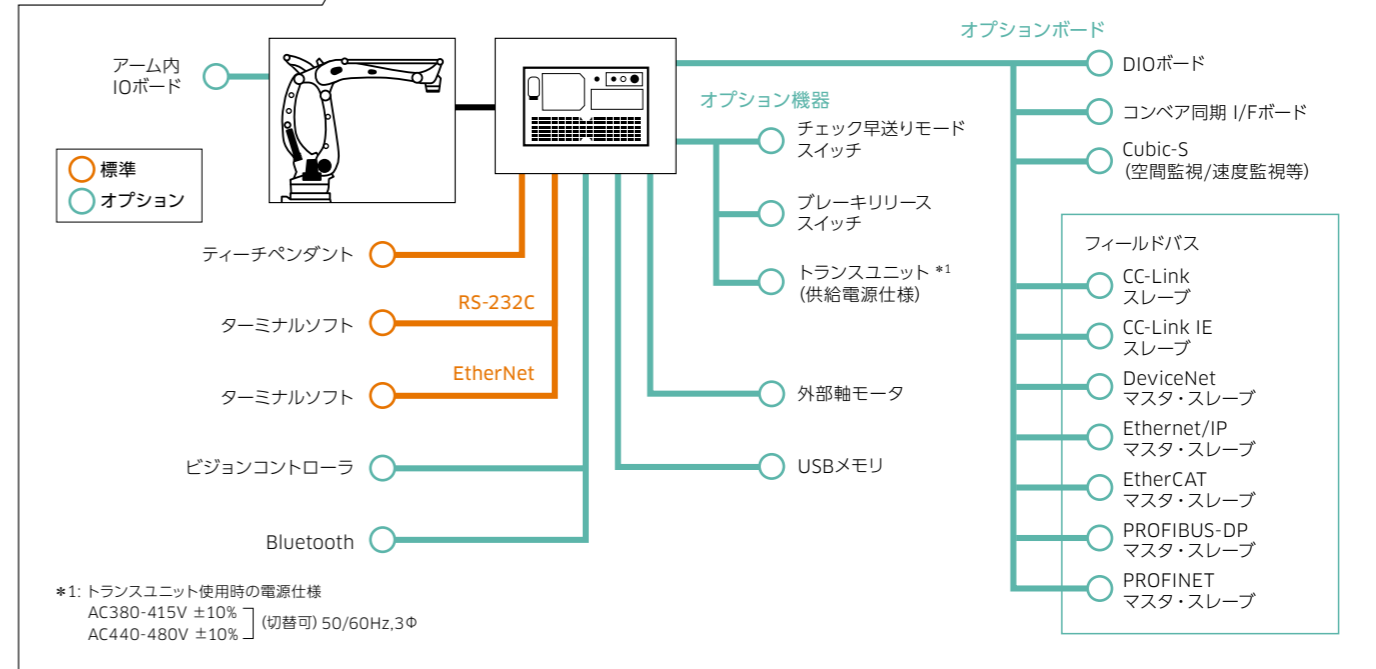 アーム内
IOボード
標準
オプション
ティーチペンダント
RS-232C
ターミナルソフト
EtherNet
ターミナルソフト
ビジョンコントローラ
Bluetooth
オプション機器
チェック早送りモード
スイッチ
ブレーキリリース
スイッチ
トランスユニット *1
(供給電源仕様)
外部軸モータ
USBメモリ
オプションボード
DIOボード
コンベア同期 I/Fボード
Cubic-S
(空間監視/速度監視等)
フィールドバス
CC-Link
スレーブ
CC-Link IE
スレーブ
DeviceNet
マスタ・スレーブ
Ethernet/IP
マスタ・スレーブ
EtherCAT
マスタ・スレーブ
PROFIBUS-DP
マスタ・スレーブ
PROFINET
マスタ・スレーブ
*1: トランスユニット使用時の電源仕様
AC380-415V ±10%
AC440-480V ±10%
(切替可) 50/60Hz,3Φ